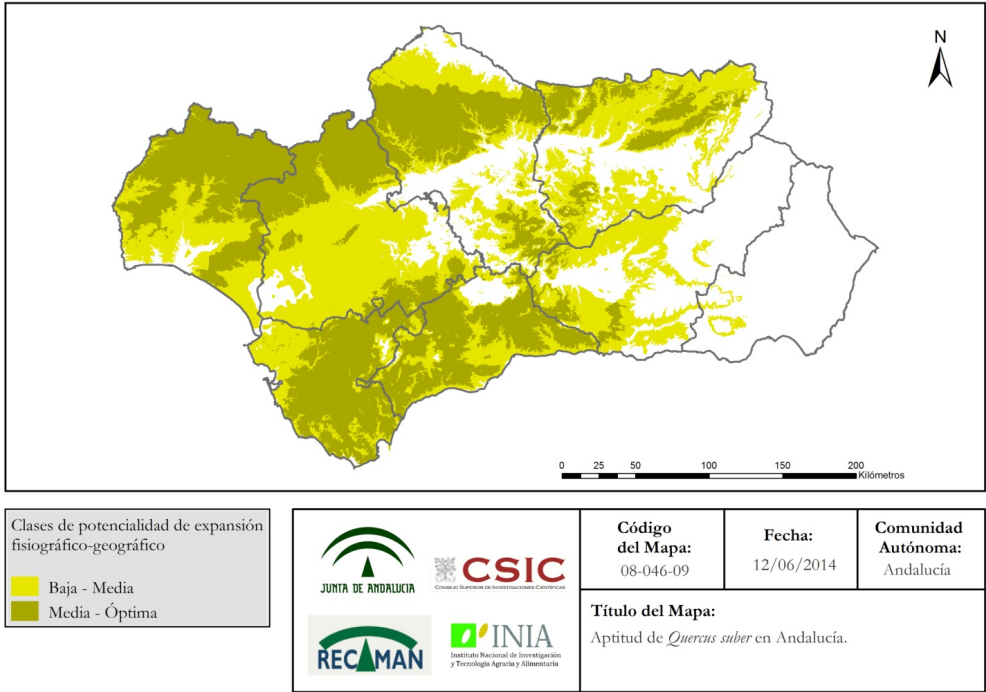 N
0 25 50 100 150 200
Kilómetros
Clases de potencialidad de expansión
fisiográfico-geográfico
Baja - Media
Media - Óptima
JUNTA DE ANDALUCIA
CSIC
CONSEJO SUPERIOR DE INVESTIGACIONES CIENTÍFICAS
RECAMAN
INIA
Instituto Nacional de Investigación
y Tecnología Agraria y Alimentaria
Código
del Mapa:
08-046-09
Fecha:
12/06/2014
Comunidad
Autónoma:
Andalucía
Título del Mapa:
Aptitud de Quercus suber en Andalucía.